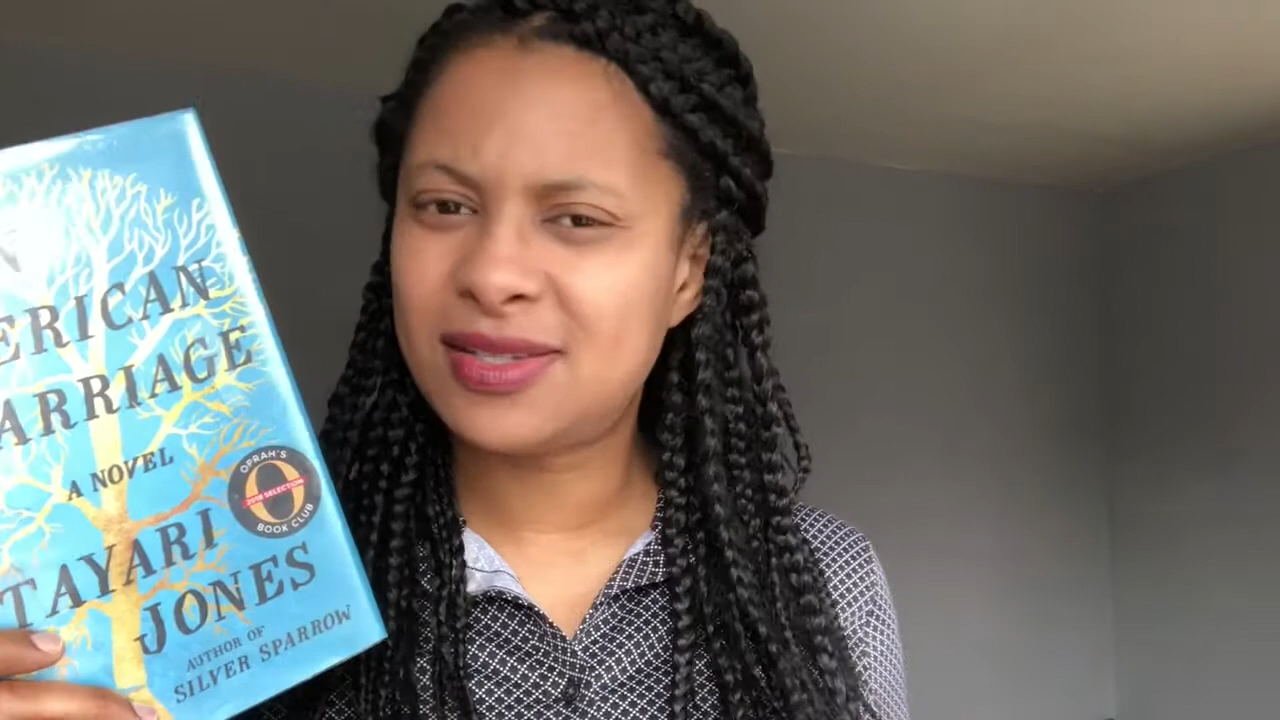 ERICAN
ARRIAGE
A NOVEL
OPRAH'S
2018 SELECTION
BOOK CLUB
TAYARI
JONES
AUTHOR OF
SILVER SPARROW